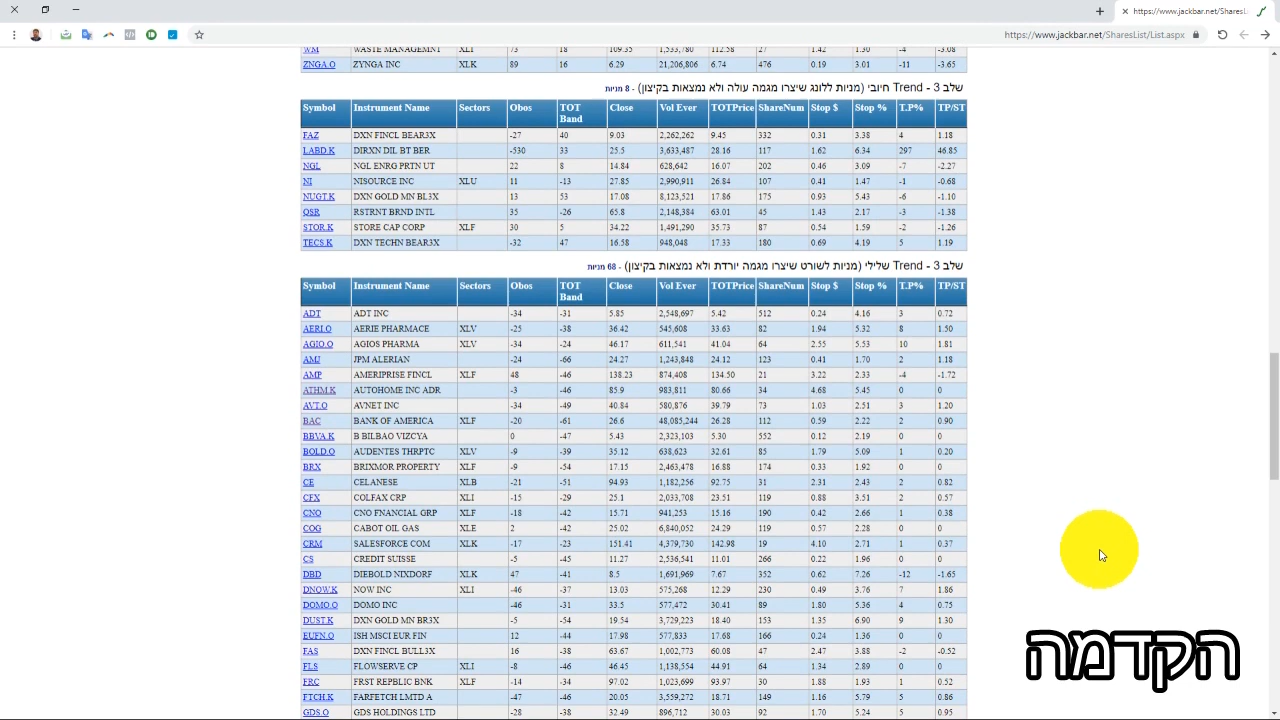 https://www.jackbar.net/SharesL
https://www.jackbar.net/SharesList/List.aspx
WM WASTE MANAGEMNT XLI 73 18 109.35 1,533,780 112.58 27 1.42 1.30 -4 -3.08
ZNGA.O ZYNGA INC XLK 89 16 6.29 21,206,806 6.74 476 0.19 3.01 -11 -3.65
שלב 3 - Trend חיובי (מניות ללונג שיצרו מגמה עולה ולא נמצאות בקיצון) - 8 מניות
Symbol Instrument Name Sectors Obos TOT Band Close Vol Ever TOTPrice ShareNum Stop $ Stop % T.P% TP/ST
FAZ DXN FINCL BEAR3X -27 40 9.03 2,262,262 9.45 332 0.31 3.38 4 1.18
LABD.K DIRXN DIL BT BER -530 33 25.5 3,633,487 28.16 117 1.62 6.34 297 46.85
NGL NGL ENRG PRTN UT 22 8 14.84 628,642 16.07 202 0.46 3.09 -7 -2.27
NI NISOURCE INC XLU 11 -13 27.85 2,990,911 26.84 107 0.41 1.47 -1 -0.68
NUGT.K DXN GOLD MN BL3X 13 53 17.08 8,123,521 17.86 175 0.93 5.43 -6 -1.10
QSR RSTRNT BRND INTL 35 -26 65.8 2,148,384 63.01 45 1.43 2.17 -3 -1.38
STOR.K STORE CAP CORP XLF 30 5 34.22 1,491,290 35.73 87 0.54 1.59 -2 -1.26
TECS.K DXN TECHN BEAR3X -32 47 16.58 948,048 17.33 180 0.69 4.19 5 1.19
שלב 3 - Trend שלילי (מניות לשורט שיצרו מגמה יורדת ולא נמצאות בקיצון) - 68 מניות
Symbol Instrument Name Sectors Obos TOT Band Close Vol Ever TOTPrice ShareNum Stop $ Stop % T.P% TP/ST
ADT ADT INC -34 -31 5.85 2,548,697 5.42 512 0.24 4.16 3 0.72
AERI.O AERIE PHARMACE XLV -25 -38 36.42 545,608 33.63 82 1.94 5.32 8 1.50
AGIO.O AGIOS PHARMA XLV -34 -24 46.17 611,541 41.04 64 2.55 5.53 10 1.81
AMJ JPM ALERIAN -24 -66 24.27 1,243,848 24.12 123 0.41 1.70 2 1.18
AMP AMERIPRISE FINCL XLF 48 -46 138.23 874,408 134.50 21 3.22 2.33 -4 -1.72
ATHM.K AUTOHOME INC ADR -3 -46 85.9 983,811 80.66 34 4.68 5.45 0 0
AVT.O AVNET INC -34 -49 40.84 580,876 39.79 73 1.03 2.51 3 1.20
BAC BANK OF AMERICA XLF -20 -61 26.6 48,085,244 26.28 112 0.59 2.22 2 0.90
BBVA.K B BILBAO VIZCYA 0 -47 5.43 2,323,103 5.30 552 0.12 2.19 0 0
BOLD.O AUDENTES THRPTC XLV -9 -39 35.12 638,623 32.61 85 1.79 5.09 1 0.20
BRX BRIXMOR PROPERTY XLF -9 -54 17.15 2,463,478 16.88 174 0.33 1.92 0 0
CE CELANESE XLB -21 -51 94.93 1,182,256 92.75 31 2.31 2.43 2 0.82
CFX COLFAX CRP XLI -15 -29 25.1 2,033,708 23.51 119 0.88 3.51 2 0.57
CNO CNO FNANCIAL GRP XLF -18 -42 15.71 941,253 15.16 190 0.42 2.66 1 0.38
COG CABOT OIL GAS XLE 2 -42 25.02 6,840,052 24.29 119 0.57 2.28 0 0
CRM SALESFORCE COM XLK -17 -23 151.41 4,379,730 142.98 19 4.10 2.71 1 0.37
CS CREDIT SUISSE -5 -45 11.27 2,536,541 11.01 266 0.22 1.96 0 0
DBD DIEBOLD NIXDORF XLK 47 -41 8.5 1,691,969 7.67 352 0.62 7.26 -12 -1.65
DNOW.K NOW INC XLI -46 -37 13.03 575,268 12.29 230 0.49 3.76 7 1.86
DOMO.O DOMO INC -46 -31 33.5 577,472 30.41 89 1.80 5.36 4 0.75
DUST.K DXN GOLD MN BR3X -5 -54 19.54 3,729,223 18.40 153 1.35 6.90 9 1.30
EUFN.O ISH MSCI EUR FIN 12 -44 17.98 577,833 17.68 166 0.24 1.36 0 0
FAS DXN FINCL BULL3X 16 -38 63.67 1,002,773 60.08 47 2.47 3.88 -2 -0.52
FLS FLOWSERVE CP XLI -8 -46 46.45 1,138,554 44.91 64 1.34 2.89 0 0
FRC FRST REPBLIC BNK XLF -14 -34 97.02 1,023,699 93.97 30 1.88 1.93 1 0.52
FTCH.K FARFETCH LMTD A -47 -46 20.05 3,559,272 18.71 149 1.16 5.79 5 0.86
GDS.O GDS HOLDINGS LTD -28 -38 32.49 896,712 30.03 92 1.70 5.24 5 0.95
הקדמה